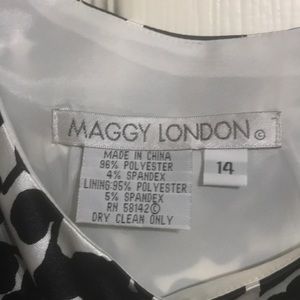 MAGGY LONDON ©
MADE IN CHINA
96% POLYESTER
4% SPANDEX
LINING:95% POLYESTER
5% SPANDEX
RN 58142©
DRY CLEAN ONLY
14